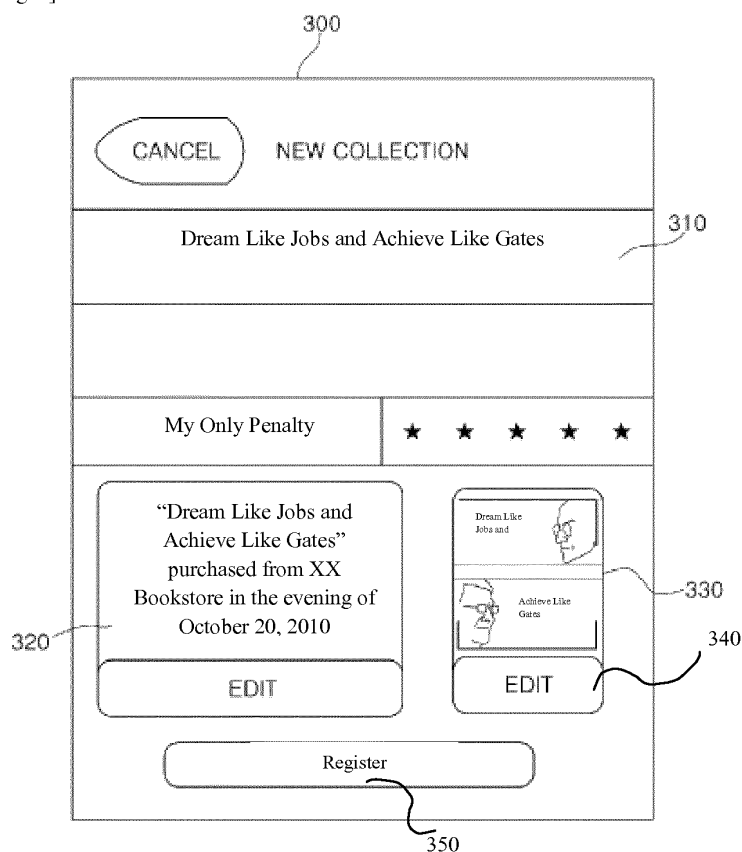 300
CANCEL NEW COLLECTION
Dream Like Jobs and Achieve Like Gates
310
My Only Penalty ★ ★ ★ ★ ★
“Dream Like Jobs and
Achieve Like Gates”
purchased from XX
Bookstore in the evening of
October 20, 2010
320
EDIT
Dream Like
Jobs and
Achieve Like
Gates
330
EDIT
340
Register
350